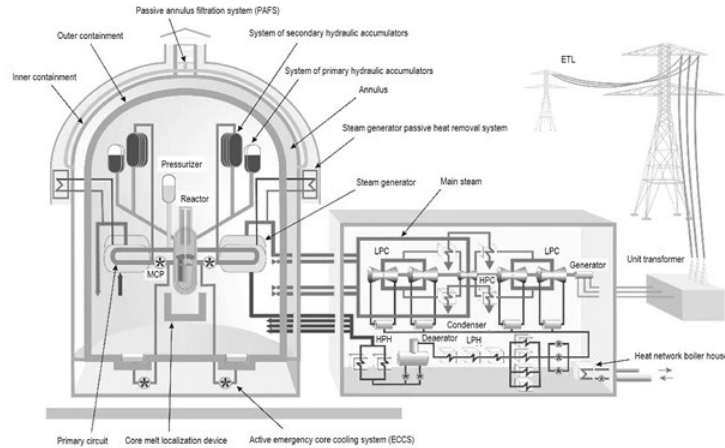 Passive annulus filtration system (PAFS)
Outer containment
System of secondary hydraulic accumulators
ETL
Inner containment
System of primary hydraulic accumulators
Annulus
Steam generator passive heat removal system
Pressurizer
Reactor
Steam generator
Main steam
LPC
LPC
Generator
Unit transformer
MCP
HPC
Condenser
HPH
Deaerator
LPH
Heat network boiler house
Primary circuit
Core melt localization device
Active emergency core cooling system (ECCS)